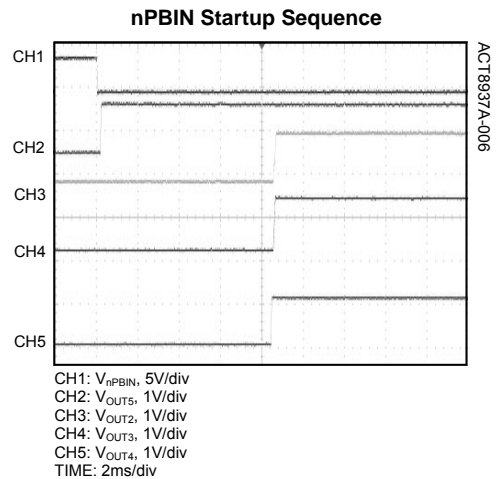 nPBIN Startup Sequence
ACT8937A-006
CH1
CH2
CH3
CH4
CH5
CH1: VnPBIN, 5V/div
CH2: VOUT5, 1V/div
CH3: VOUT2, 1V/div
CH4: VOUT3, 1V/div
CH5: VOUT4, 1V/div
TIME: 2ms/div